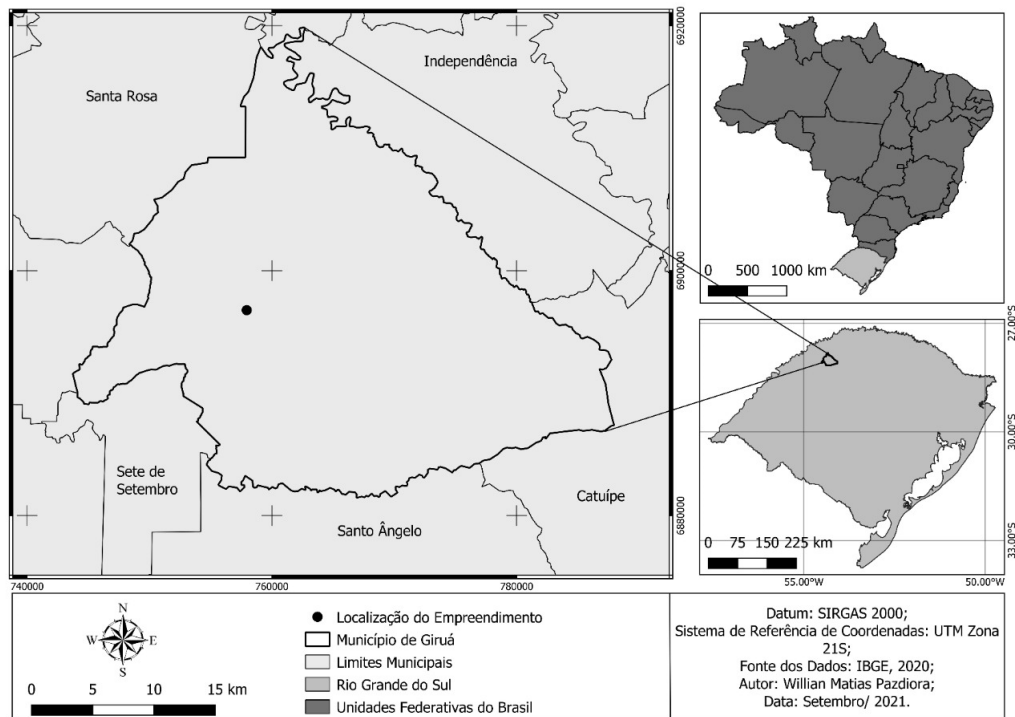 Santa Rosa
Independência
Sete de
Setembro
Santo Ângelo
Catuípe
6920000
6900000
6880000
740000
760000
780000
0 500 1000 km
27.00°S
30.00°S
33.00°S
0 75 150 225 km
55.00°W
50.00°W
N
W
E
S
0 5 10 15 km
Localização do Empreendimento
Município de Giruá
Limites Municipais
Rio Grande do Sul
Unidades Federativas do Brasil
Datum: SIRGAS 2000;
Sistema de Referência de Coordenadas: UTM Zona
21S;
Fonte dos Dados: IBGE, 2020;
Autor: Willian Matias Pazdiora;
Data: Setembro/ 2021.